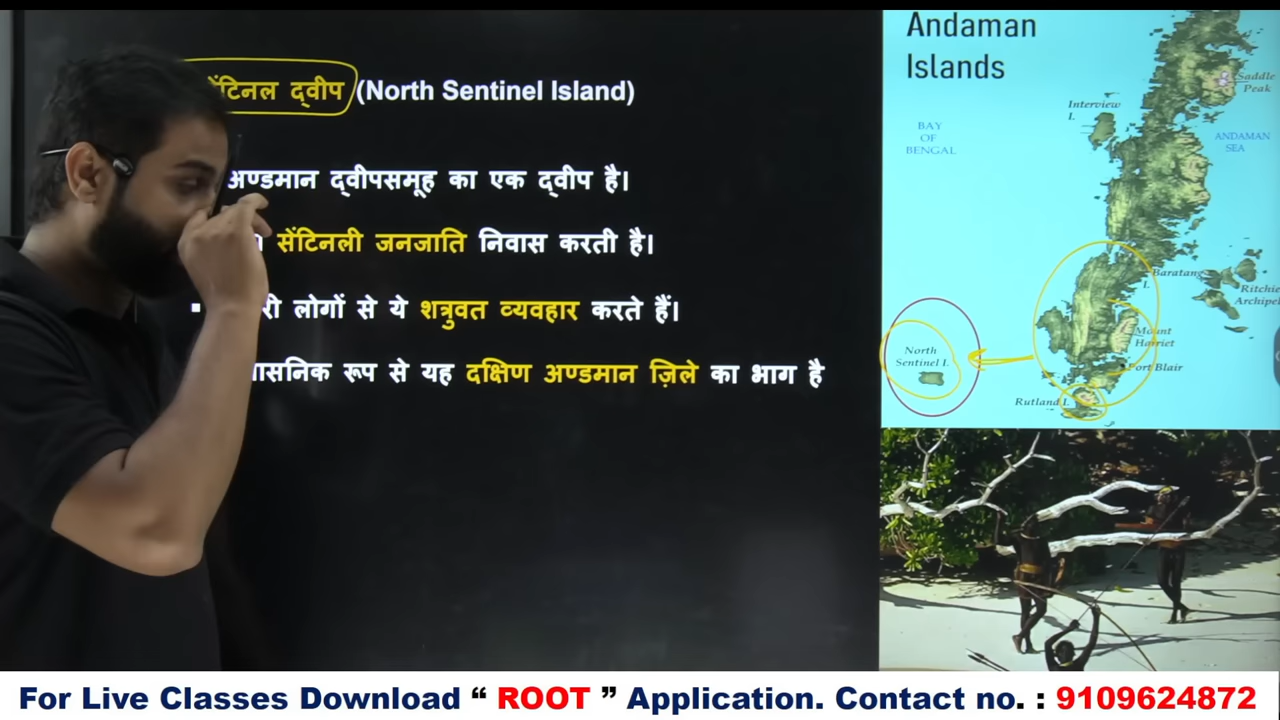 ेंटिनल द्वीप (North Sentinel Island)
अण्डमान द्वीपसमूह का एक द्वीप है।
सेंटिनली जनजाति निवास करती है।
लोगों से ये शत्रुवत व्यवहार करते हैं।
रूप से यह दक्षिण अण्डमान ज़िले का भाग है
Andaman
Islands
Saddle
Peak
Interview
I.
BAY
OF
BENGAL
ANDAMAN
SEA
Baratang
I.
Ritchie
Archipel
Mount
Harriet
North
Sentinel I.
Port Blair
Rutland I.
For Live Classes Download “ ROOT ” Application. Contact no. : 9109624872